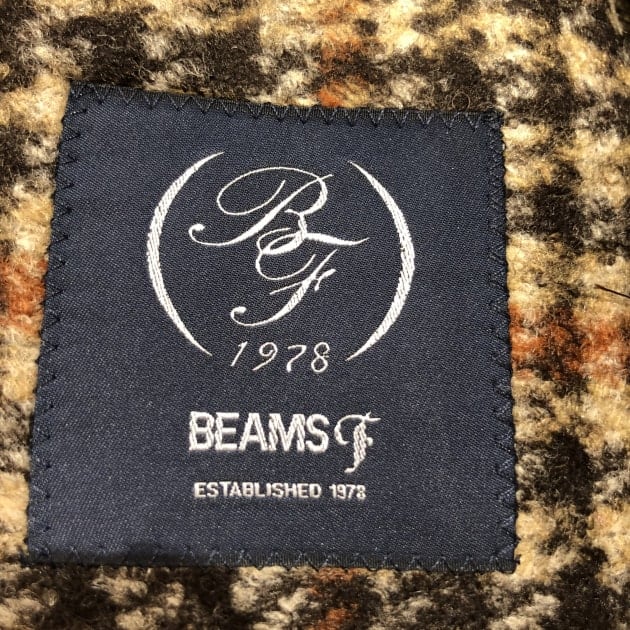 BF
1978
BEAMS F
ESTABLISHED 1978